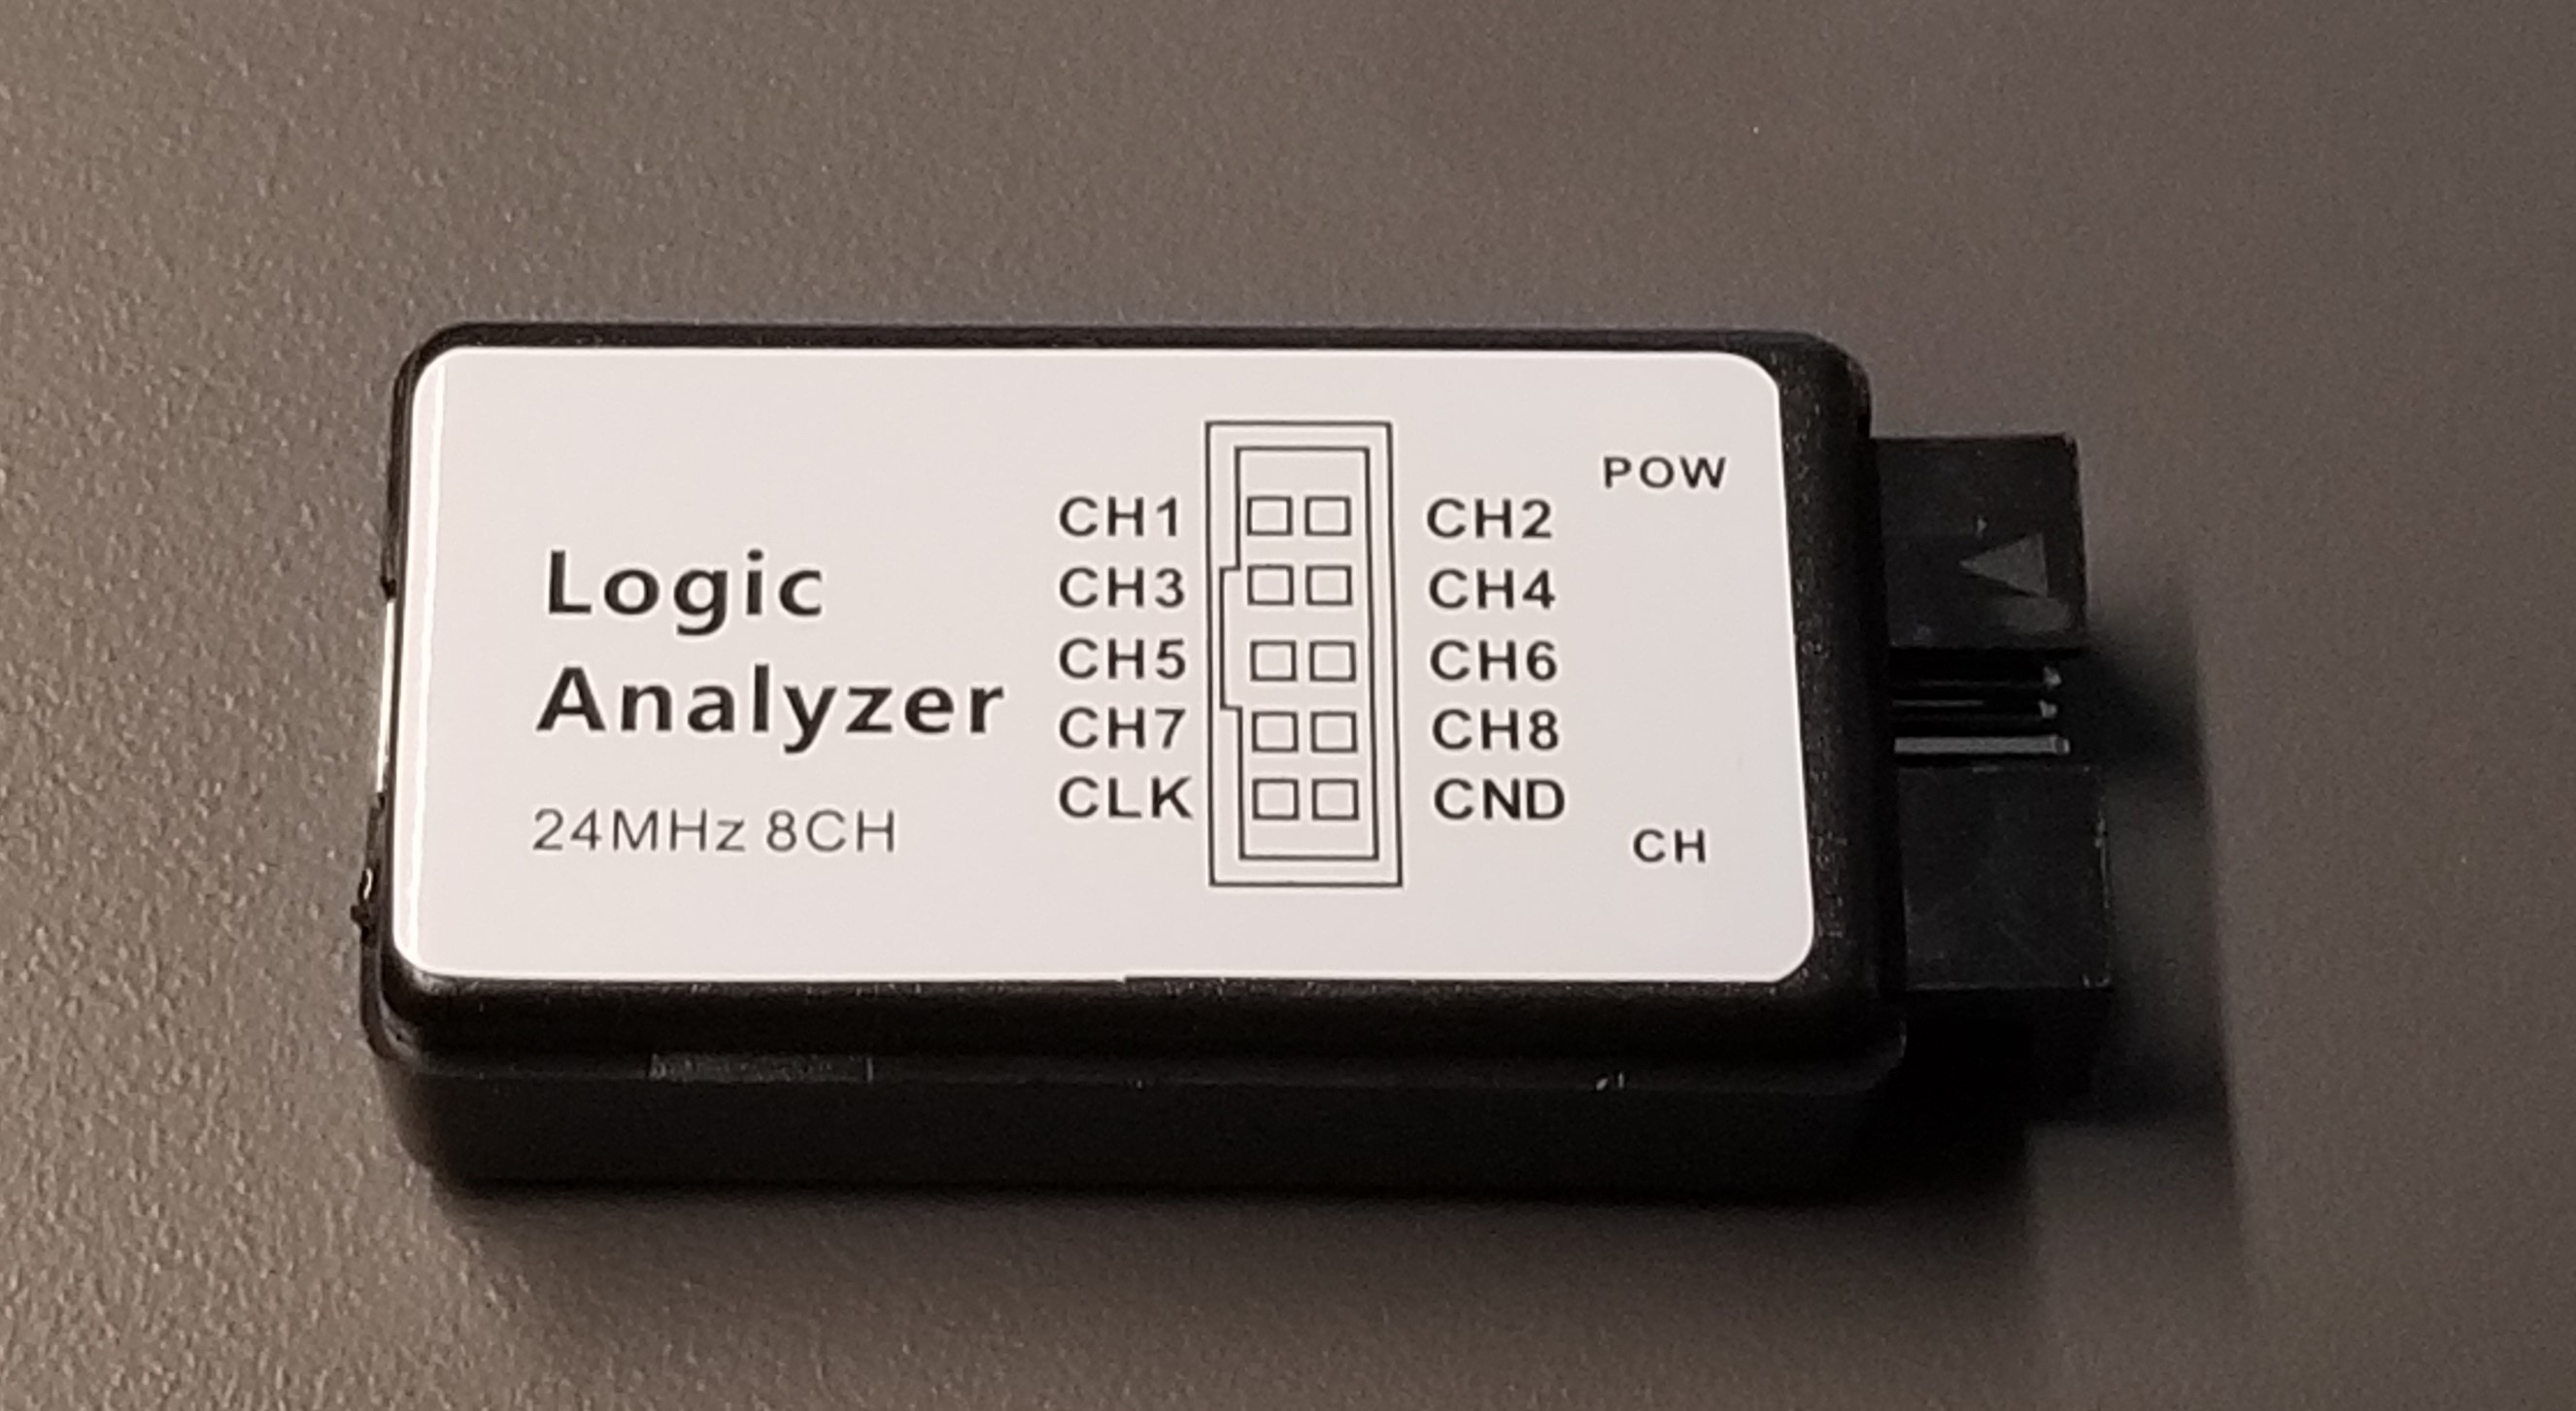 POW
CH1 CH2
CH3 CH4
Logic
CH5 CH6
Analyzer
CH7 CH8
CLK CND
24MHz 8CH
CH